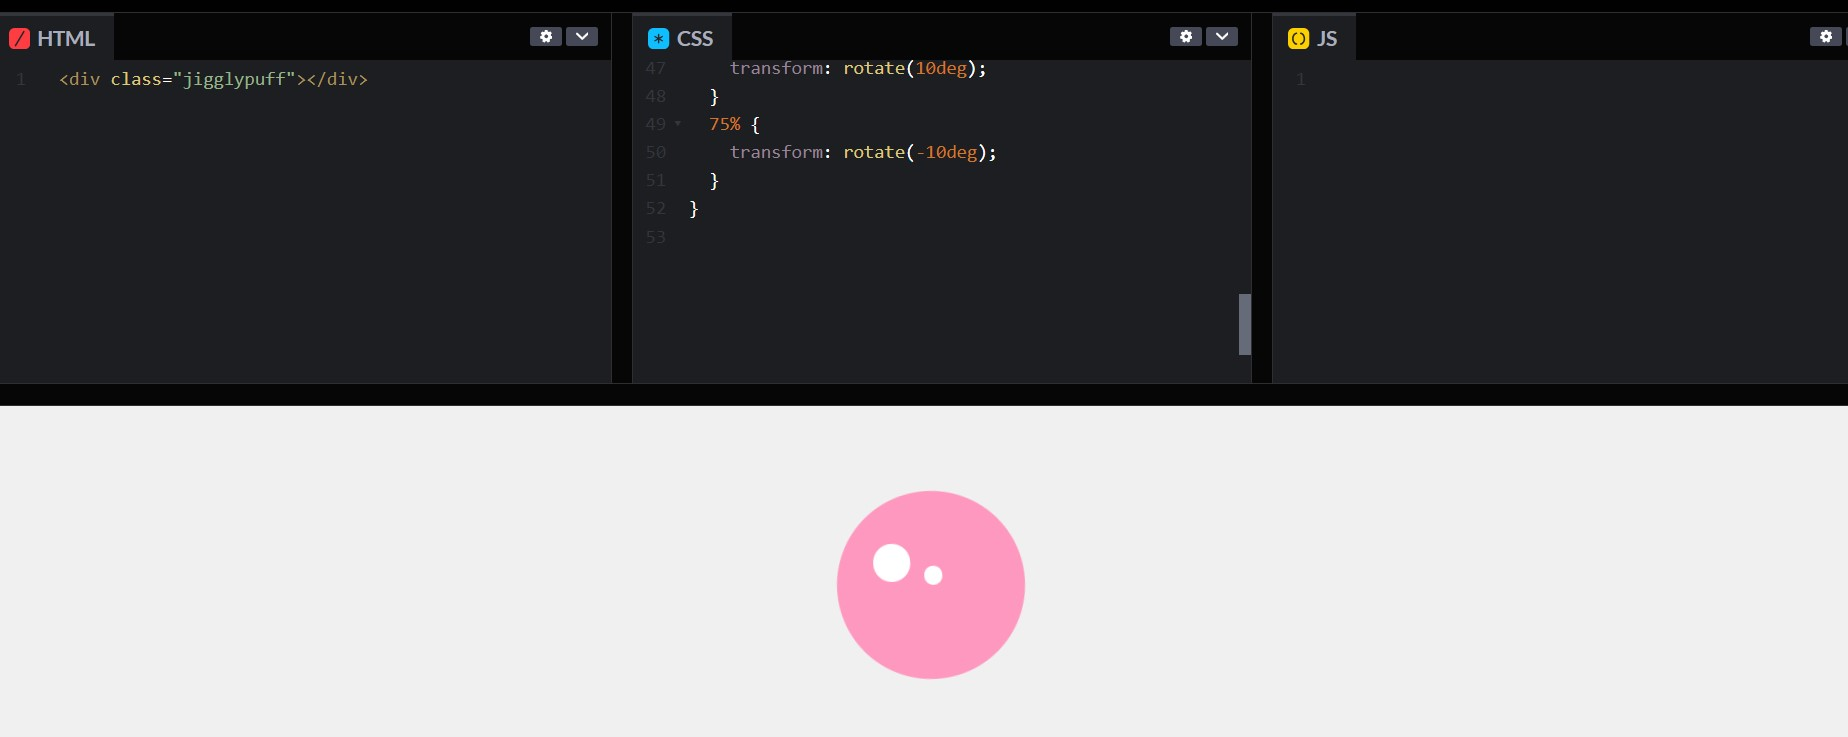 HTML
1 <div class="jigglypuff"></div>
CSS
47 transform: rotate(10deg);
48 }
49 75% {
50 transform: rotate(-10deg);
51 }
52 }
53
JS
1